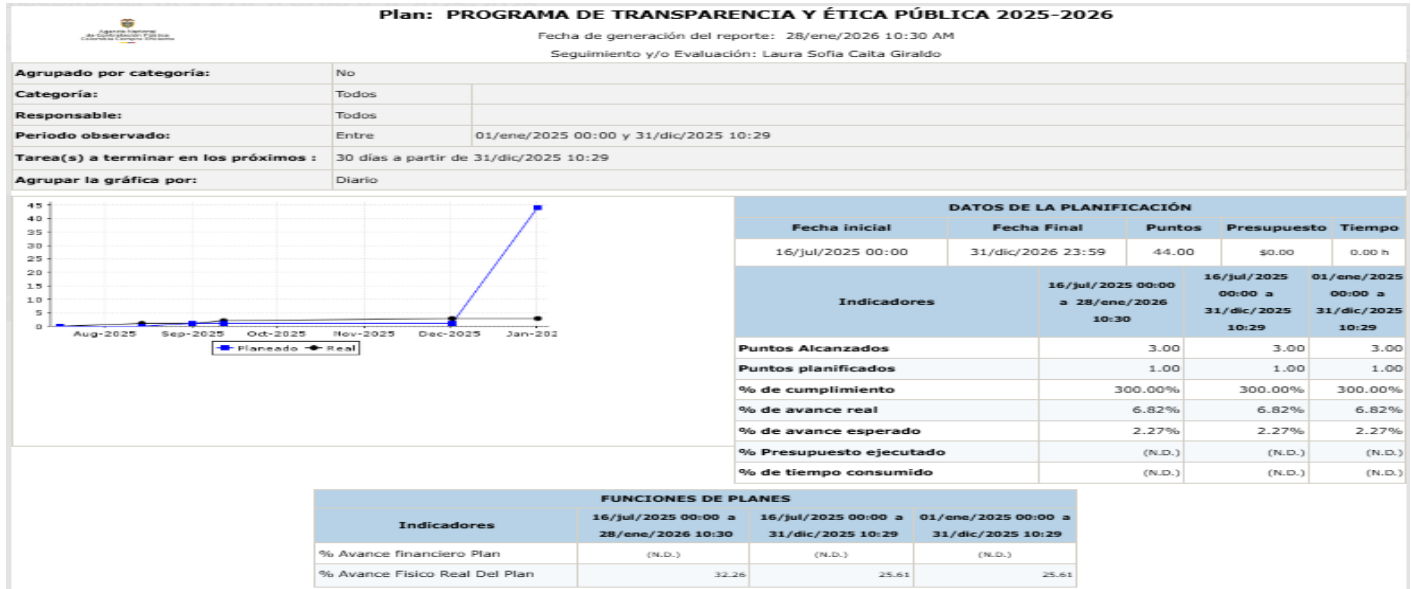 Plan: PROGRAMA DE TRANSPARENCIA Y ÉTICA PÚBLICA 2025-2026
Agencia Nacional
de Contratación Pública
Colombia Compra Eficiente
Fecha de generación del reporte: 28/ene/2026 10:30 AM
Seguimiento y/o Evaluación: Laura Sofia Caita Giraldo
Agrupado por categoría: No
Categoría: Todos
Responsable: Todos
Periodo observado: Entre 01/ene/2025 00:00 y 31/dic/2025 10:29
Tarea(s) a terminar en los próximos : 30 días a partir de 31/dic/2025 10:29
Agrupar la gráfica por: Diario
45
40
35
30
25
20
15
10
5
0
Aug-2025 Sep-2025 Oct-2025 Nov-2025 Dec-2025 Jan-202
Planeado Real
DATOS DE LA PLANIFICACIÓN
Fecha inicial Fecha Final Puntos Presupuesto Tiempo
16/jul/2025 00:00 31/dic/2026 23:59 44.00 $0.00 0.00 h
Indicadores 16/jul/2025 00:00 a 28/ene/2026 10:30 16/jul/2025 00:00 a 31/dic/2025 10:29 01/ene/2025 00:00 a 31/dic/2025 10:29
Puntos Alcanzados 3.00 3.00 3.00
Puntos planificados 1.00 1.00 1.00
% de cumplimiento 300.00% 300.00% 300.00%
% de avance real 6.82% 6.82% 6.82%
% de avance esperado 2.27% 2.27% 2.27%
% Presupuesto ejecutado (N.D.) (N.D.) (N.D.)
% de tiempo consumido (N.D.) (N.D.) (N.D.)
FUNCIONES DE PLANES
Indicadores 16/jul/2025 00:00 a 28/ene/2026 10:30 16/jul/2025 00:00 a 31/dic/2025 10:29 01/ene/2025 00:00 a 31/dic/2025 10:29
% Avance financiero Plan (N.D.) (N.D.) (N.D.)
% Avance Fisico Real Del Plan 32.26 25.61 25.61